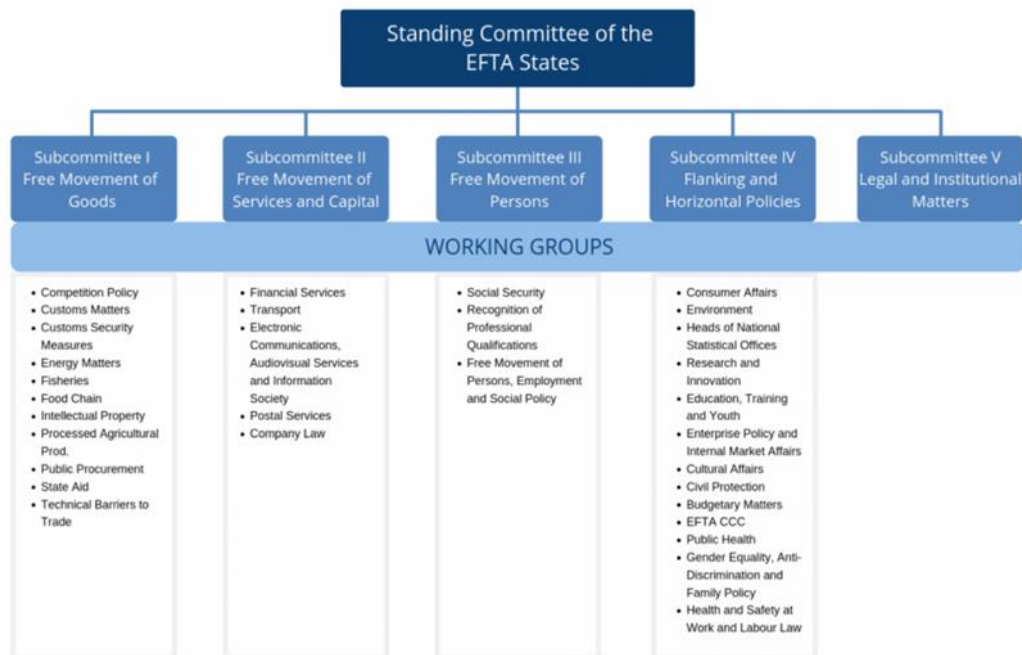 Standing Committee of the
EFTA States
Subcommittee I
Free Movement of
Goods
Subcommittee II
Free Movement of
Services and Capital
Subcommittee III
Free Movement of
Persons
Subcommittee IV
Flanking and
Horizontal Policies
Subcommittee V
Legal and Institutional
Matters
WORKING GROUPS
• Competition Policy
• Customs Matters
• Customs Security
Measures
• Energy Matters
• Fisheries
• Food Chain
• Intellectual Property
• Processed Agricultural
Prod.
• Public Procurement
• State Aid
• Technical Barriers to
Trade
• Financial Services
• Transport
• Electronic
Communications,
Audiovisual Services
and Information
Society
• Postal Services
• Company Law
• Social Security
• Recognition of
Professional
Qualifications
• Free Movement of
Persons, Employment
and Social Policy
• Consumer Affairs
• Environment
• Heads of National
Statistical Offices
• Research and
Innovation
• Education, Training
and Youth
• Enterprise Policy and
Internal Market Affairs
• Cultural Affairs
• Civil Protection
• Budgetary Matters
• EFTA CCC
• Public Health
• Gender Equality, Anti-
Discrimination and
Family Policy
• Health and Safety at
Work and Labour Law